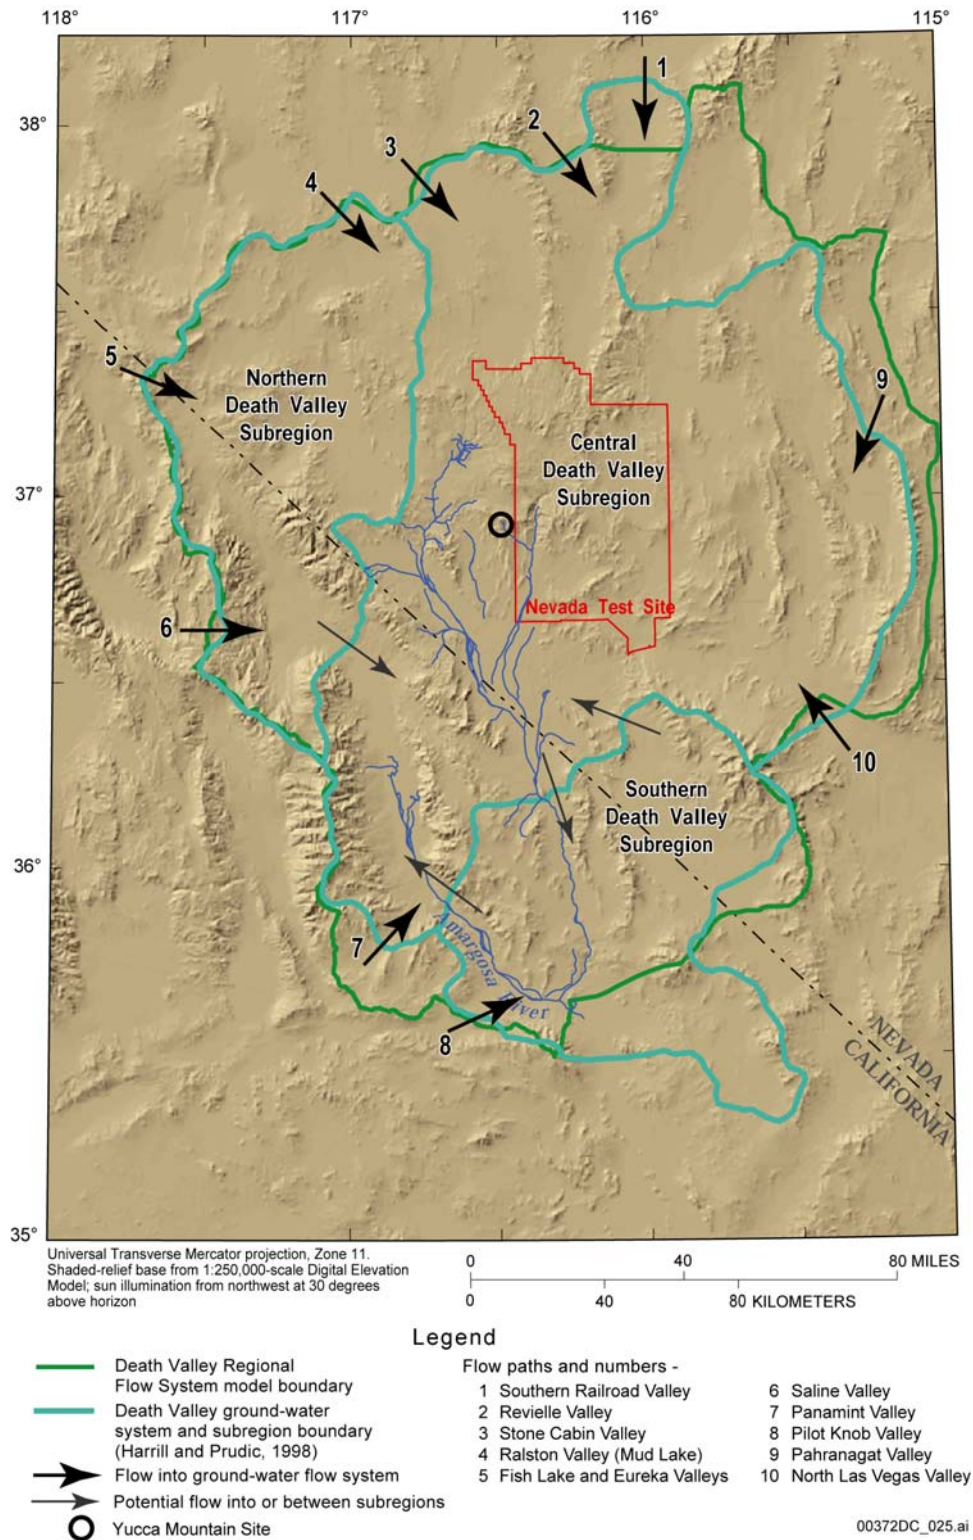 118° 117° 116° 115°
1
38°
2
3
4
5
Northern
Death Valley
Subregion
9
Central
Death Valley
Subregion
37°
Nevada Test Site
6
10
Southern
Death Valley
Subregion
36°
7
Amargosa River
8
NEVADA
CALIFORNIA
35°
Universal Transverse Mercator projection, Zone 11.
Shaded-relief base from 1:250,000-scale Digital Elevation
Model; sun illumination from northwest at 30 degrees
above horizon
0 40 80 MILES
0 40 80 KILOMETERS
Legend
Death Valley Regional
Flow System model boundary
Death Valley ground-water
system and subregion boundary
(Harrill and Prudic, 1998)
Flow into ground-water flow system
Potential flow into or between subregions
Yucca Mountain Site
Flow paths and numbers -
1 Southern Railroad Valley
2 Revielle Valley
3 Stone Cabin Valley
4 Ralston Valley (Mud Lake)
5 Fish Lake and Eureka Valleys
6 Saline Valley
7 Panamint Valley
8 Pilot Knob Valley
9 Pahranagat Valley
10 North Las Vegas Valley
00372DC_025.ai